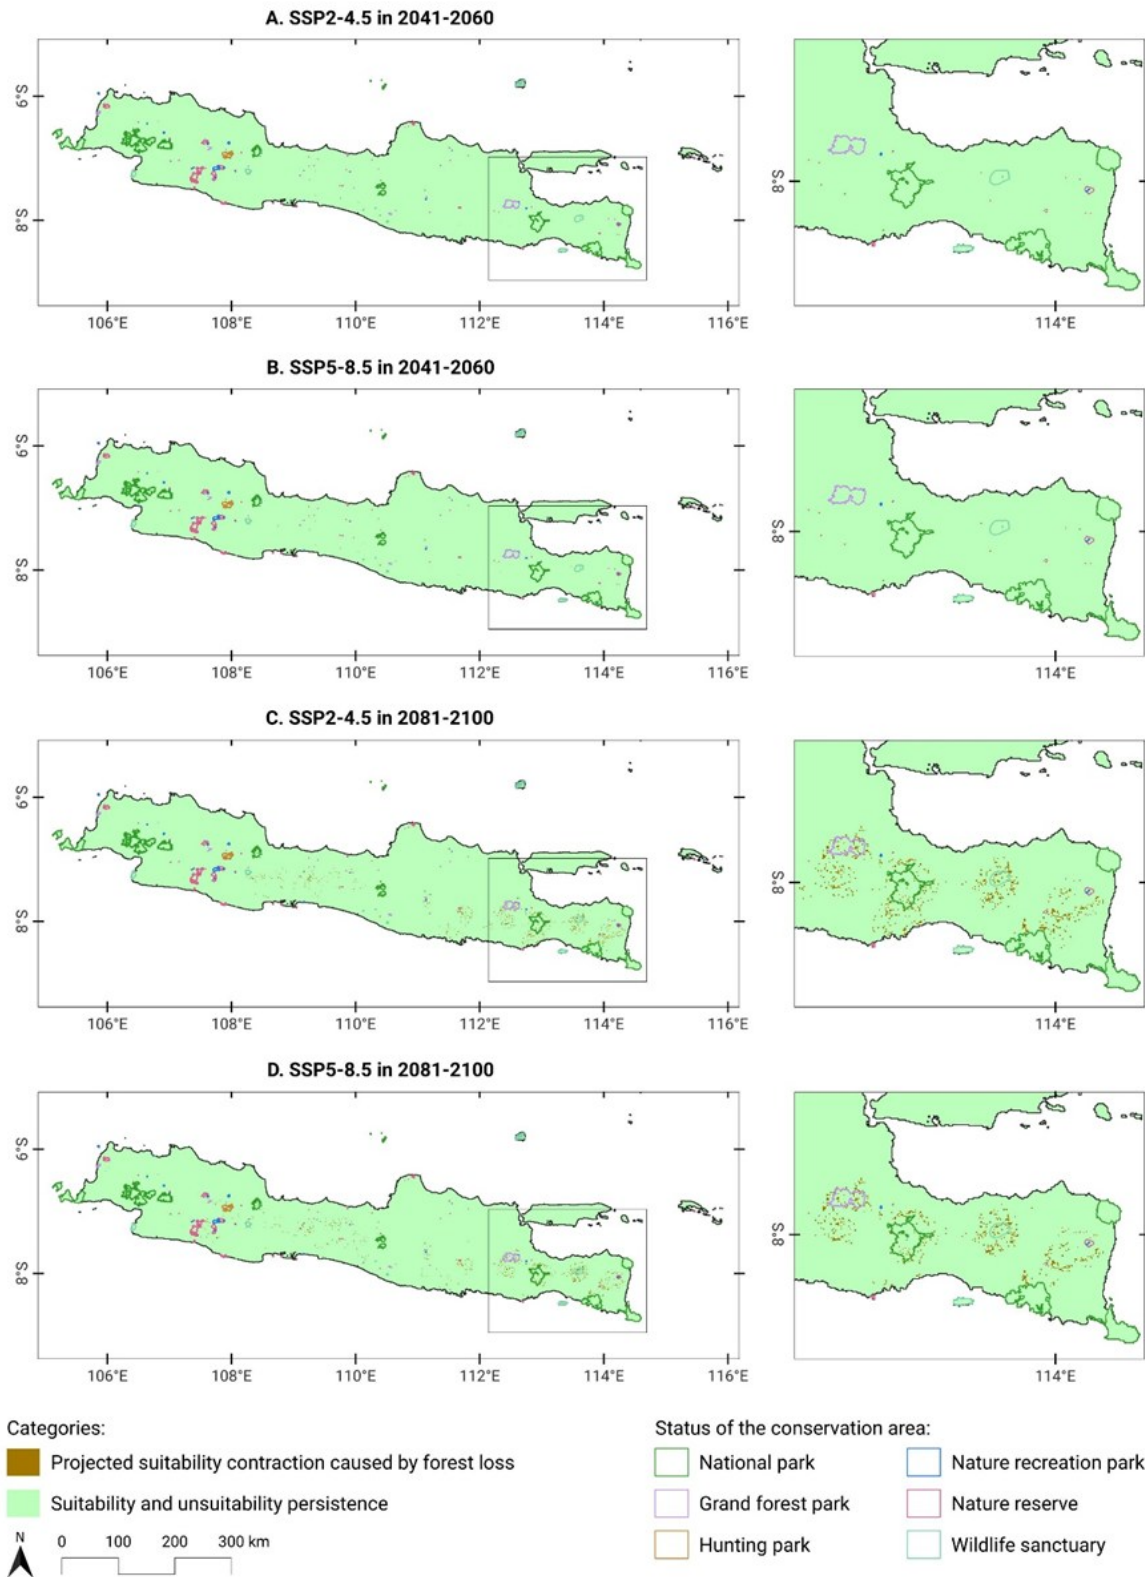 A. SSP2-4.5 in 2041-2060
6°S
8°S
8°S
106°E 108°E 110°E 112°E 114°E 116°E 114°E
B. SSP5-8.5 in 2041-2060
6°S
8°S
8°S
106°E 108°E 110°E 112°E 114°E 116°E 114°E
C. SSP2-4.5 in 2081-2100
6°S
8°S
8°S
106°E 108°E 110°E 112°E 114°E 116°E 114°E
D. SSP5-8.5 in 2081-2100
6°S
8°S
8°S
106°E 108°E 110°E 112°E 114°E 116°E 114°E
Categories:
Projected suitability contraction caused by forest loss
Suitability and unsuitability persistence
N
0 100 200 300 km
Status of the conservation area:
National park
Grand forest park
Hunting park
Nature recreation park
Nature reserve
Wildlife sanctuary